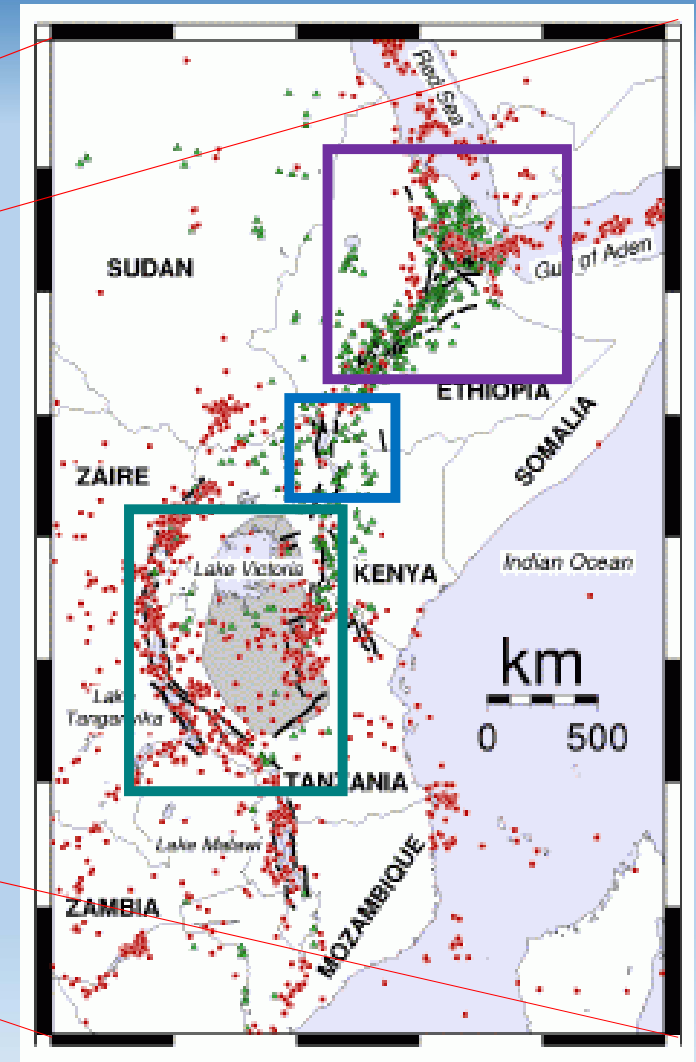 Red Sea
SUDAN
Gulf of Aden
ETHIOPIA
SOMALIA
ZAIRE
Lake Victoria
KENYA
Indian Ocean
km
0 500
Lake
Tanganyika
TANZANIA
Lake Malawi
ZAMBIA
MOZAMBIQUE